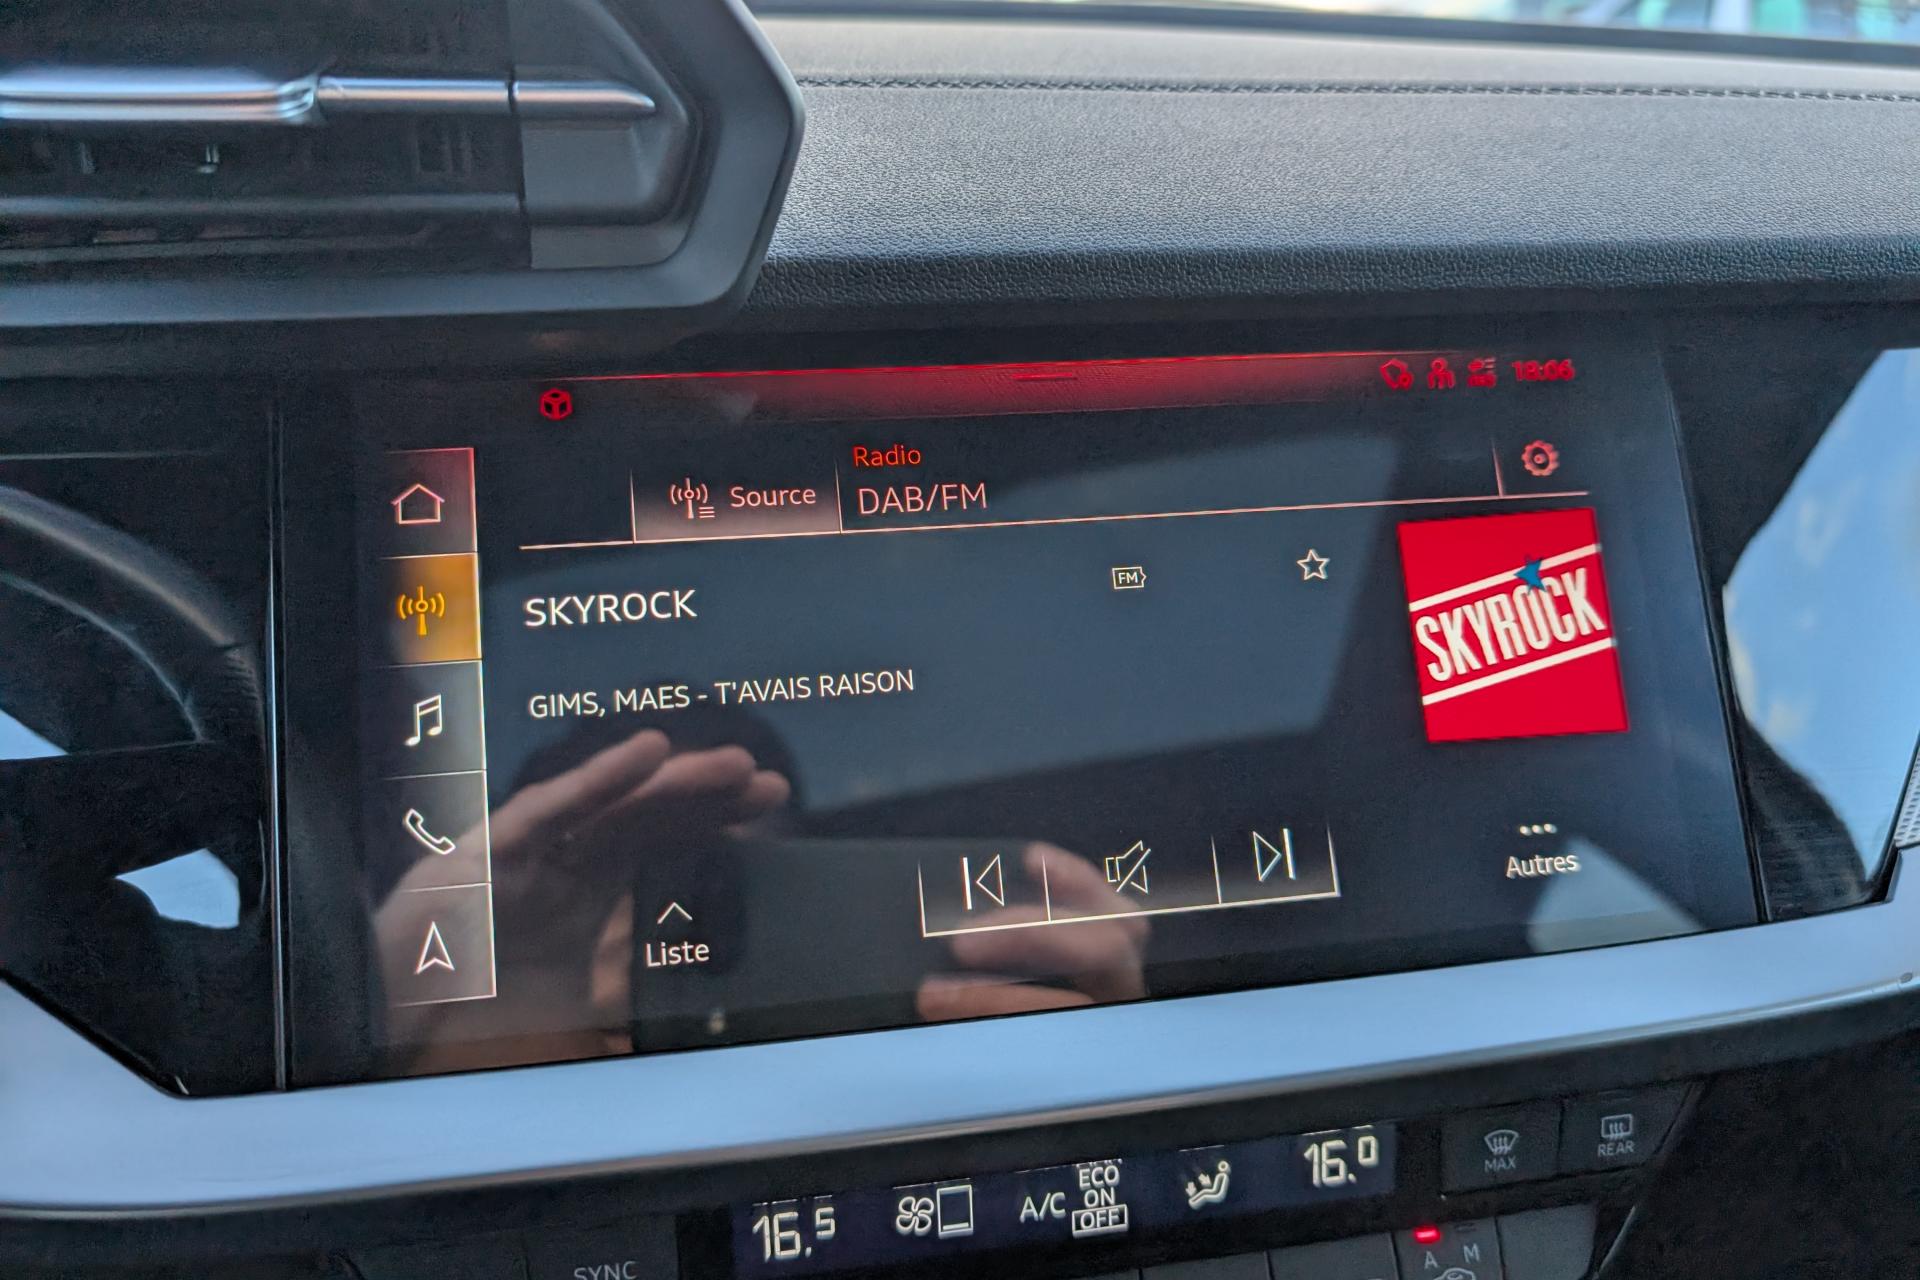 18:06
Radio
Source
DAB/FM
SKYROCK
FM
SKYROCK
GIMS, MAES - T'AVAIS RAISON
Autres
Liste
16.5
A/C
ECO
ON
OFF
16.0
MAX
REAR
SYNC
A
M